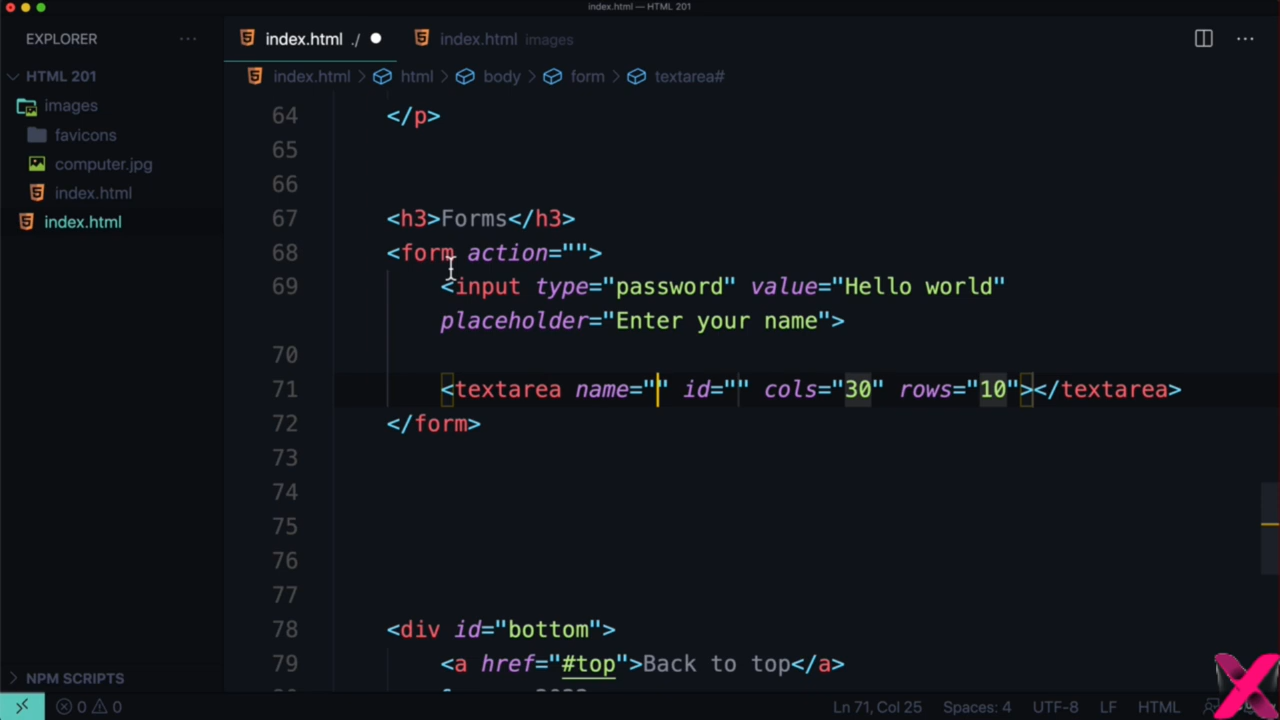 index.html — HTML 201
EXPLORER ···
index.html ./
index.html images
HTML 201
index.html > html > body > form > textarea#
images
favicons
computer.jpg
index.html
index.html
64 </p>
65
66
67 <h3>Forms</h3>
68 <form action="">
69 <input type="password" value="Hello world"
placeholder="Enter your name">
70
71 <textarea name="" id="" cols="30" rows="10"></textarea>
72 </form>
73
74
75
76
77
78 <div id="bottom">
79 <a href="#top">Back to top</a>
NPM SCRIPTS
0 0 Ln 71, Col 25 Spaces: 4 UTF-8 LF HTML